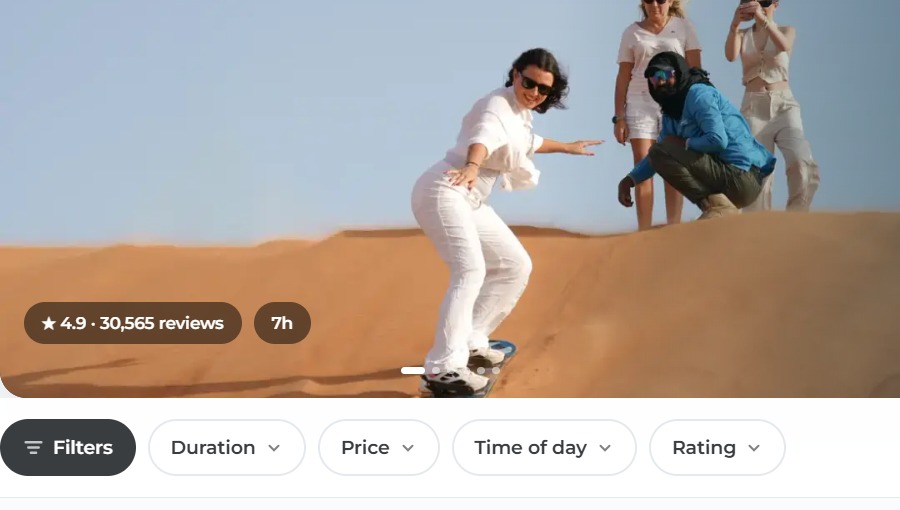 ★ 4.9 · 30,565 reviews
7h
Filters
Duration
Price
Time of day
Rating